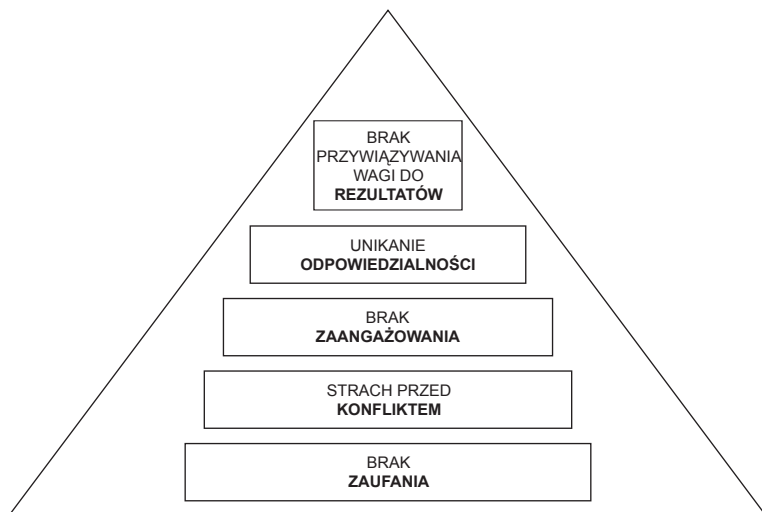 BRAK
PRZYWIĄZYWANIA
WAGI DO
REZULTATÓW
UNIKANIE
ODPOWIEDZIALNOŚCI
BRAK
ZAANGAŻOWANIA
STRACH PRZED
KONFLIKTEM
BRAK
ZAUFANIA